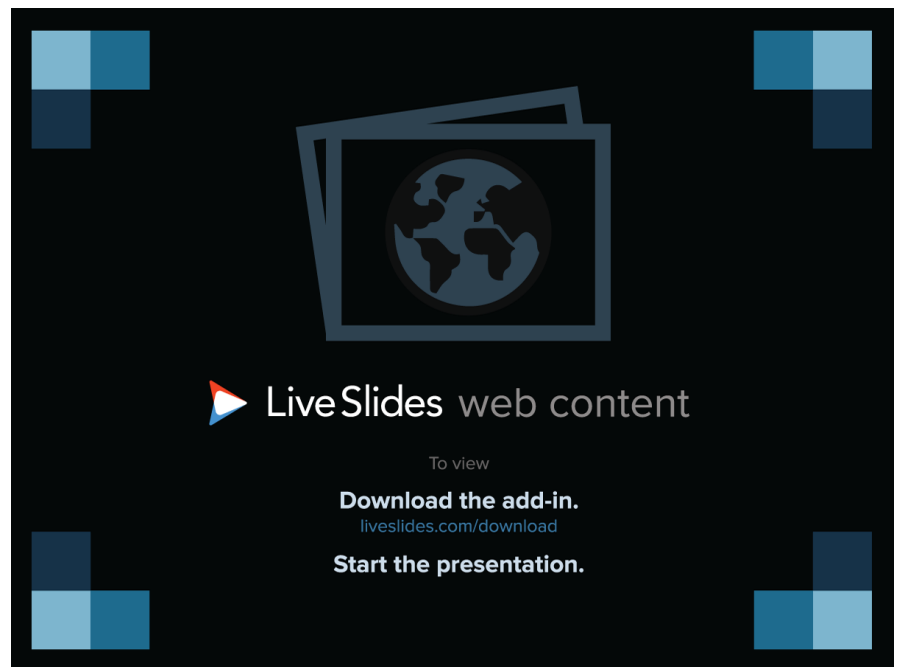 LiveSlides web content
To view
Download the add-in.
liveslides.com/download
Start the presentation.